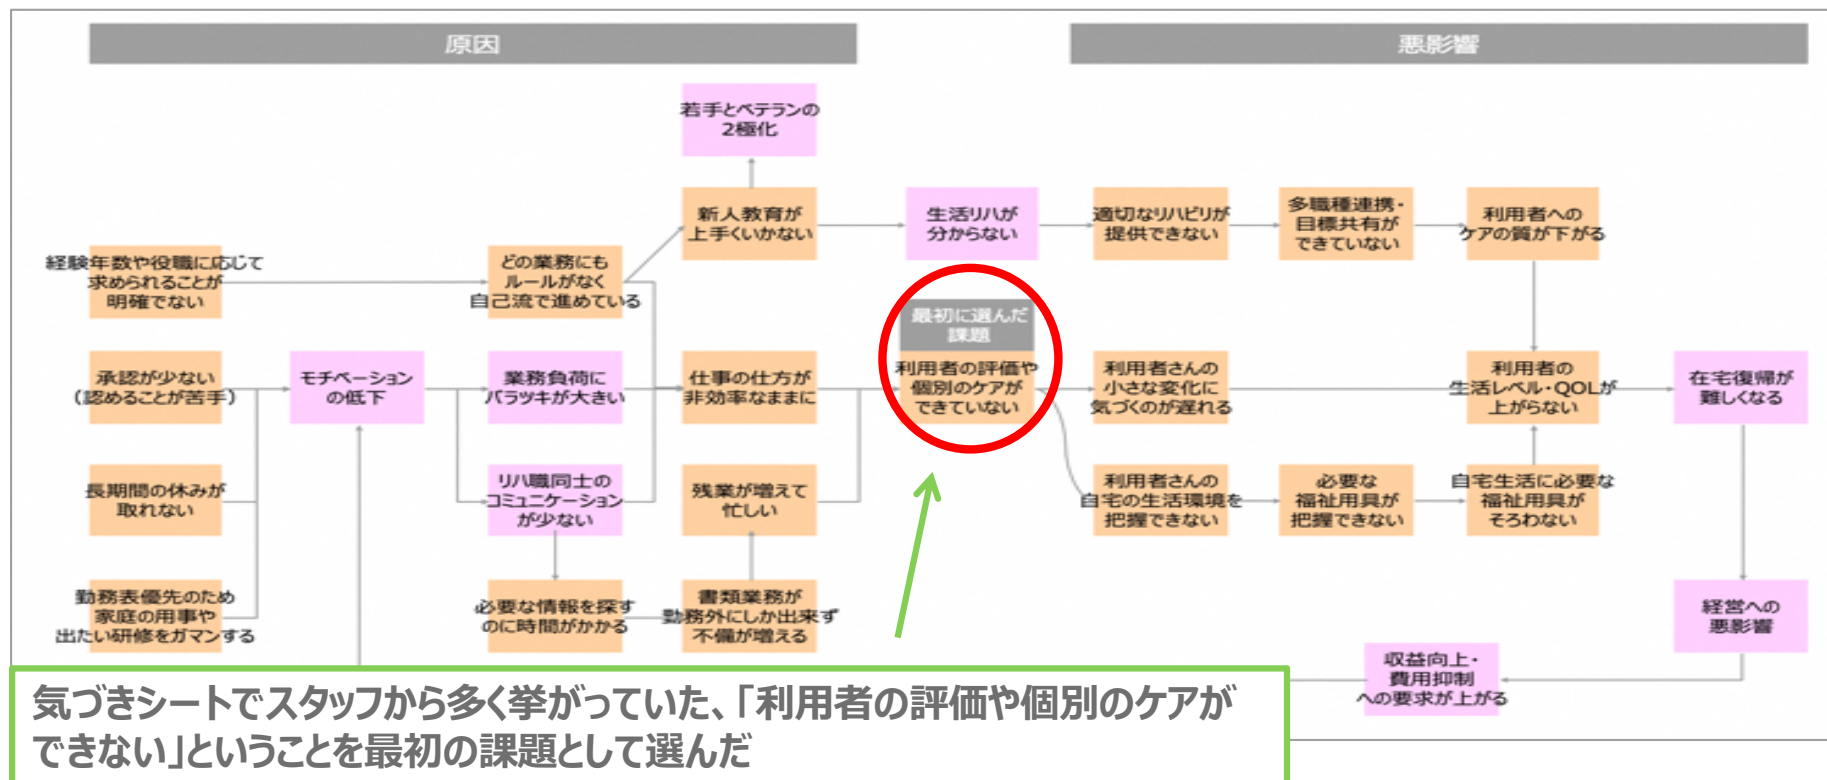 原因
悪影響
若手とベテランの
2極化
新人教育が
上手くいかない
生活リハが
分からない
適切なリハビリが
提供できない
多職種連携・
目標共有が
できていない
利用者への
ケアの質が下がる
経験年数や役職に応じて
求められることが
明確でない
どの業務にも
ルールがなく
自己流で進めている
最初に選んだ
課題
利用者の評価や
個別のケアが
できていない
承認が少ない
（認めることが苦手）
モチベーション
の低下
業務負荷に
バラツキが大きい
仕事の仕方が
非効率なままに
利用者さんの
小さな変化に
気づくのが遅れる
利用者の
生活レベル・QOLが
上がらない
在宅復帰が
難しくなる
長期間の休みが
取れない
リハ職同士の
コミュニケーション
が少ない
残業が増えて
忙しい
利用者さんの
自宅の生活環境を
把握できない
必要な
福祉用具が
把握できない
自宅生活に必要な
福祉用具が
そろわない
勤務表優先のため
家庭の用事や
出たい研修をガマンする
必要な情報を探す
のに時間がかかる
書類業務が
勤務外にしか出来ず
不備が増える
経営への
悪影響
収益向上・
費用抑制
への要求が上がる
気づきシートでスタッフから多く挙がっていた、「利用者の評価や個別のケアが
できない」ということを最初の課題として選んだ